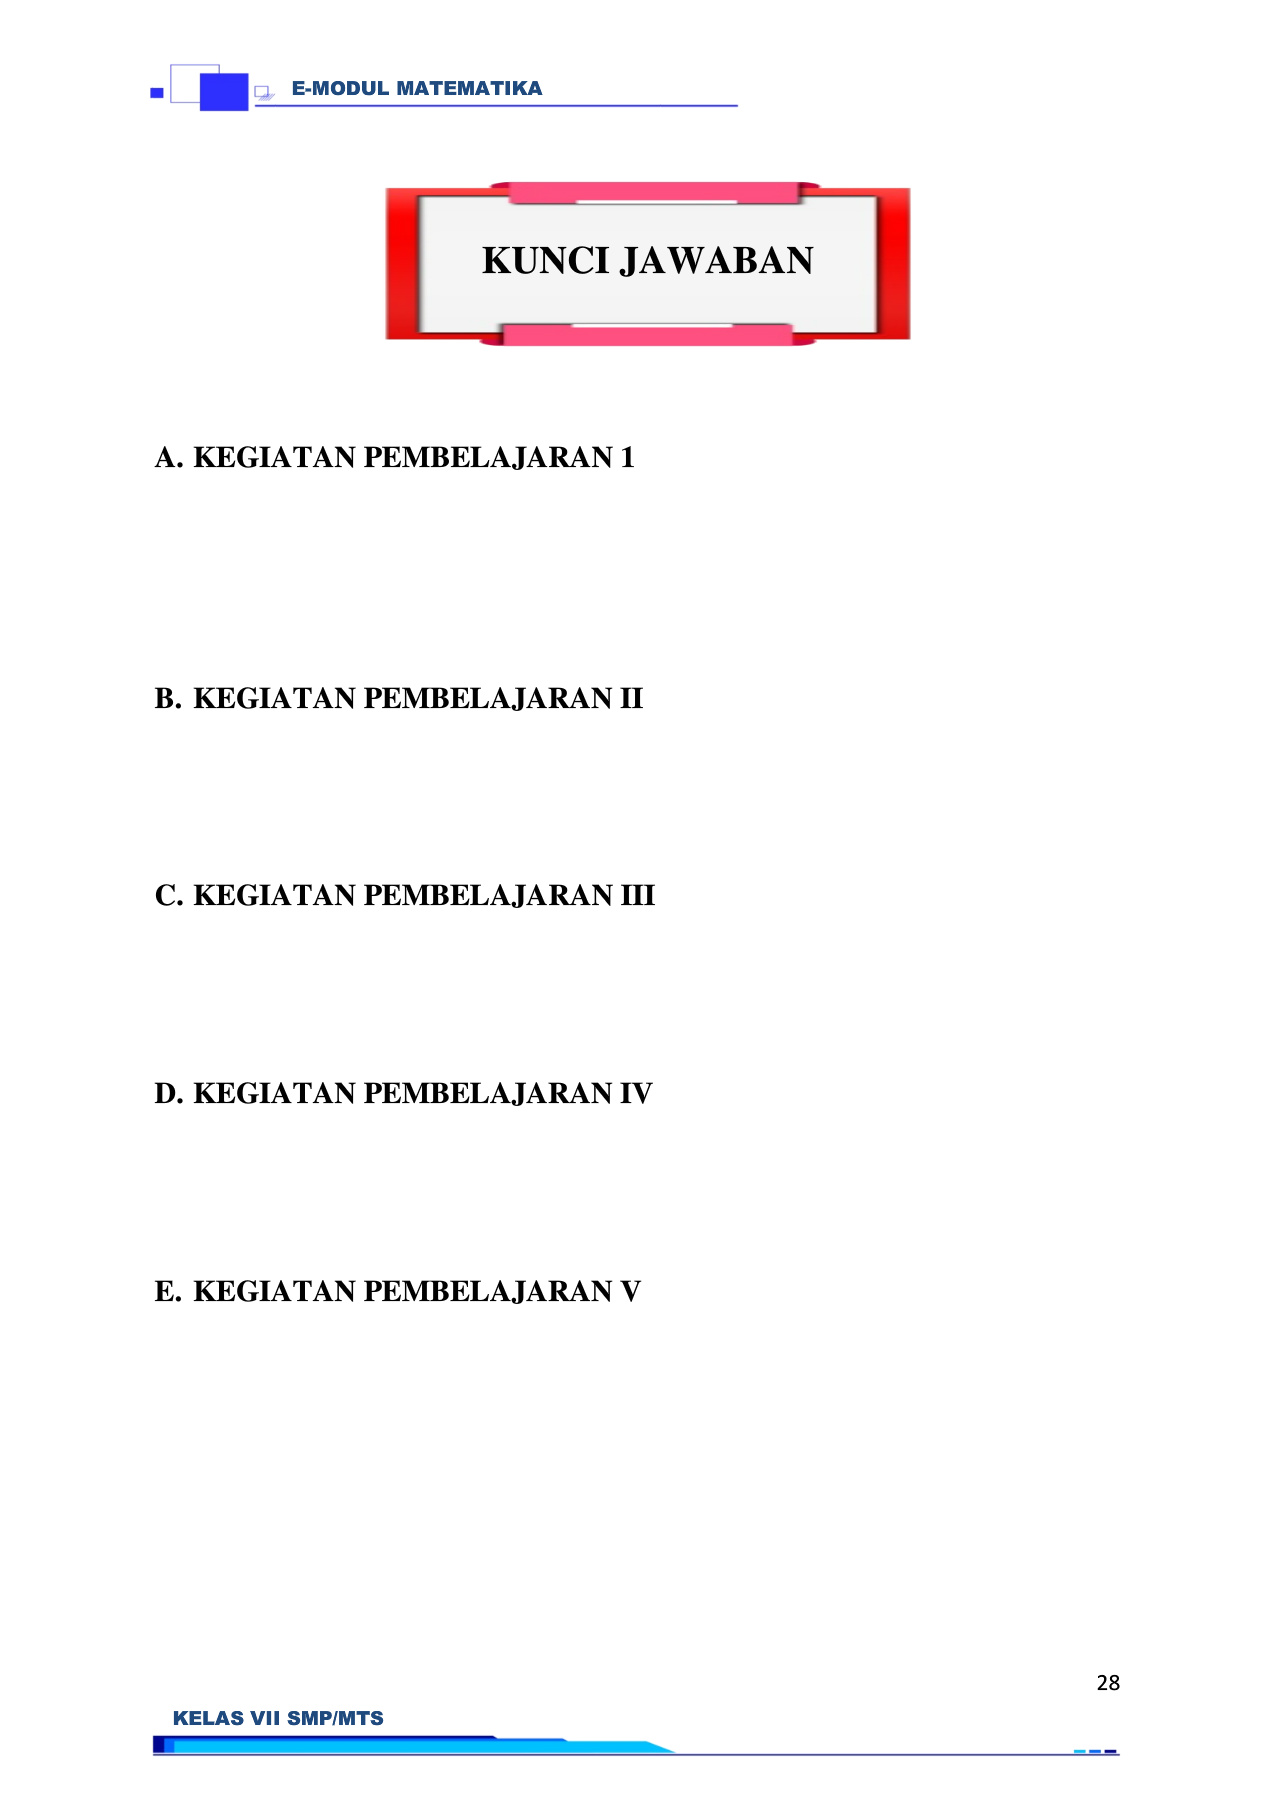 E-MODUL MATEMATIKA
KUNCI JAWABAN
A. KEGIATAN PEMBELAJARAN 1
B. KEGIATAN PEMBELAJARAN II
C. KEGIATAN PEMBELAJARAN III
D. KEGIATAN PEMBELAJARAN IV
E. KEGIATAN PEMBELAJARAN V
28
KELAS VII SMP/MTS